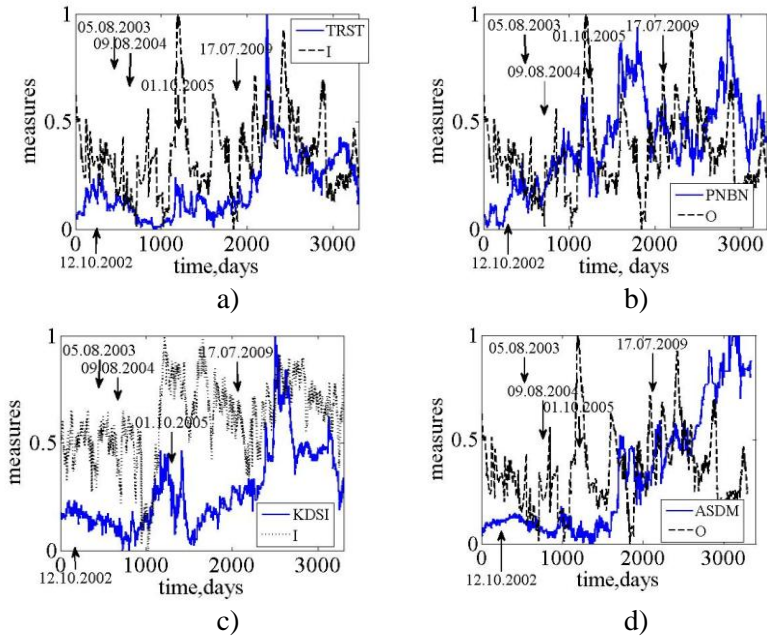 05.08.2003
09.08.2004
17.07.2009
01.10.2005
TRST
I
1
0.5
0
measures
12.10.2002
0 1000 2000 3000
time,days
a)
05.08.2003
01.10.2005
17.07.2009
09.08.2004
1
0.5
0
measures
PNBN
O
12.10.2002
0 1000 2000 3000
time, days
b)
05.08.2003
09.08.2004
17.07.2009
01.10.2005
1
0.5
0
measures
KDSI
I
12.10.2002
0 1000 2000 3000
time,days
c)
05.08.2003
17.07.2009
09.08.2004
01.10.2005
1
0.5
0
measures
ASDM
O
12.10.2002
0 1000 2000 3000
time,days
d)